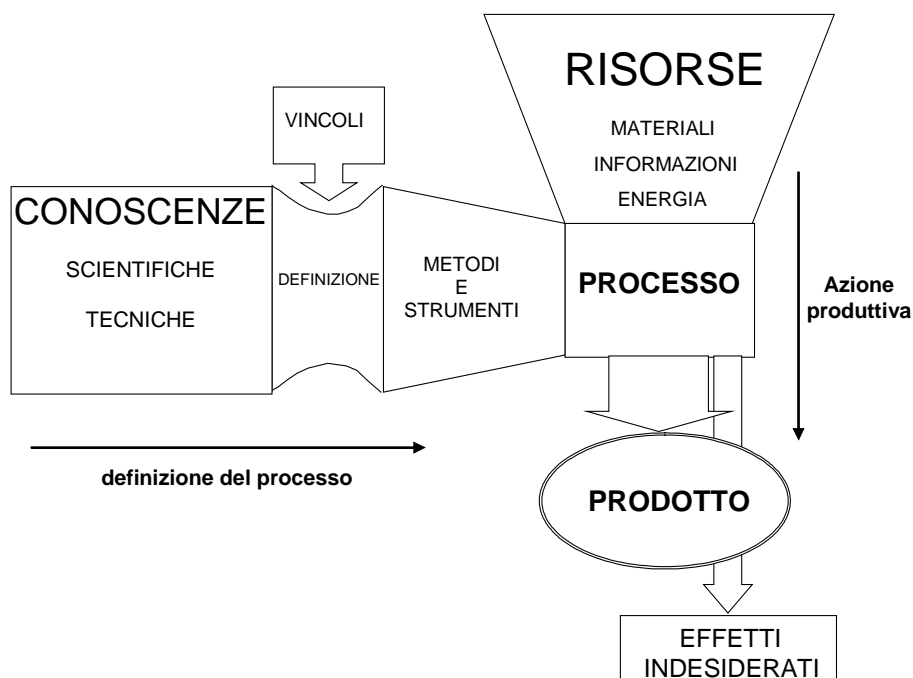 RISORSE
MATERIALI
INFORMAZIONI
ENERGIA
VINCOLI
CONOSCENZE
SCIENTIFICHE
TECNICHE
DEFINIZIONE
METODI
E
STRUMENTI
PROCESSO
Azione
produttiva
definizione del processo
PRODOTTO
EFFETTI
INDESIDERATI